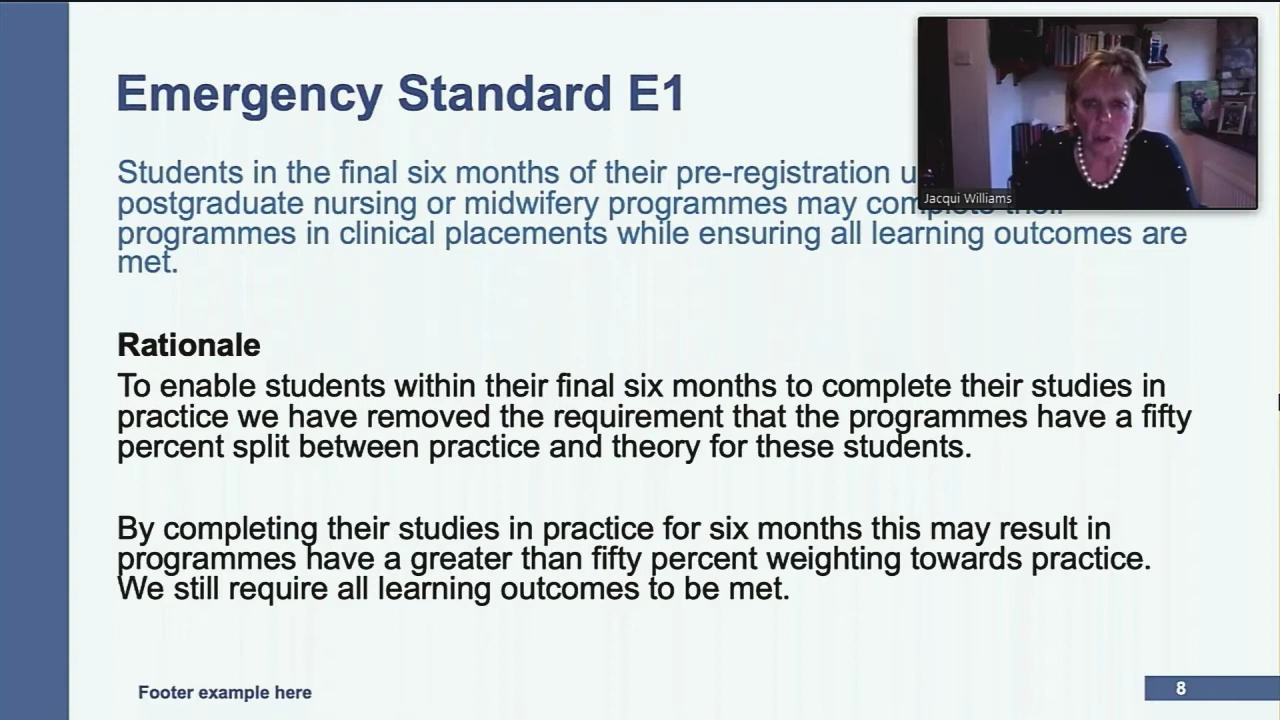 Emergency Standard E1
Students in the final six months of their pre-registration
postgraduate nursing or midwifery programmes may complete their
programmes in clinical placements while ensuring all learning outcomes are
met.
Jacqui Williams
Rationale
To enable students within their final six months to complete their studies in
practice we have removed the requirement that the programmes have a fifty
percent split between practice and theory for these students.
By completing their studies in practice for six months this may result in
programmes have a greater than fifty percent weighting towards practice.
We still require all learning outcomes to be met.
Footer example here
8